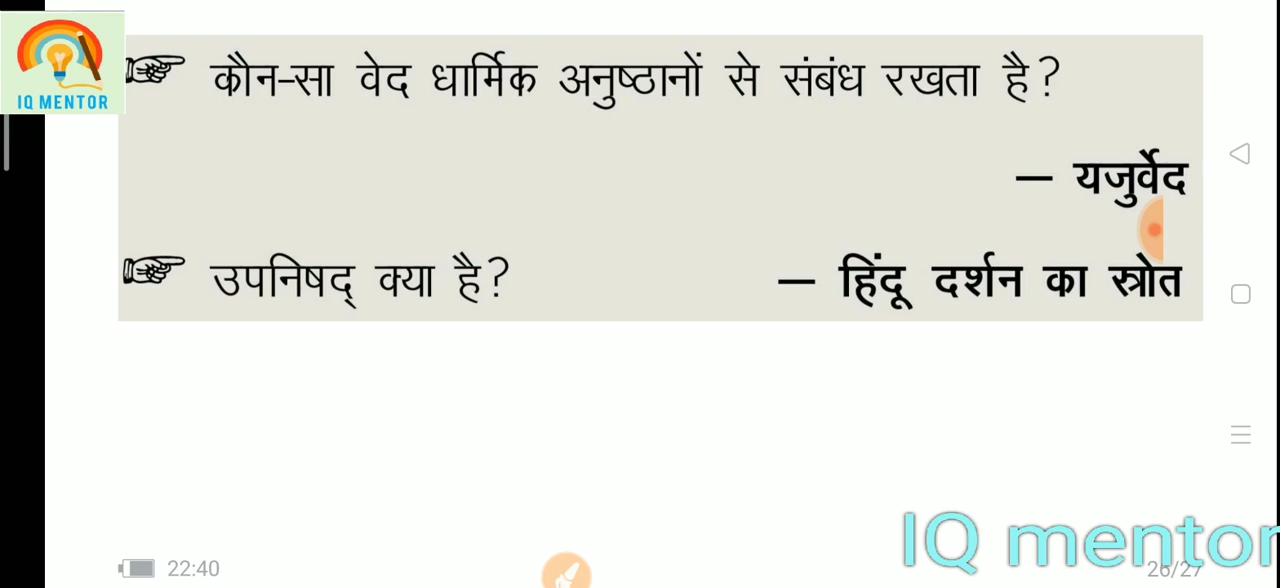 IQ MENTOR
कौन-सा वेद धार्मिक अनुष्ठानों से संबंध रखता है?
— यजुर्वेद
उपनिषद् क्या है? — हिंदू दर्शन का स्त्रोत
IQ mentor
22:40 26/27